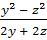 y² − z²
2y + 2z